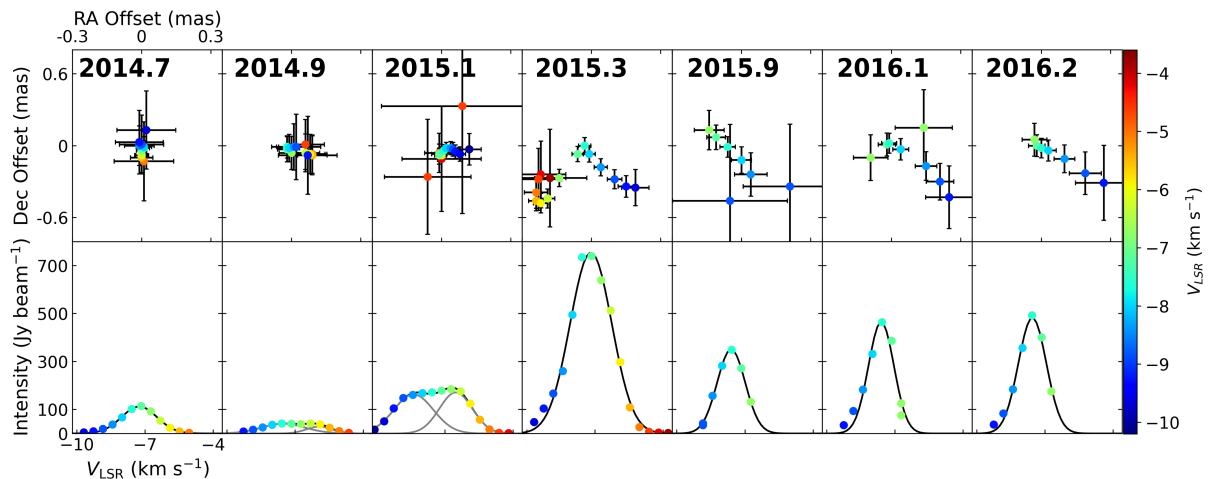 RA Offset (mas)
-0.3 0 0.3
2014.7 2014.9 2015.1 2015.3 2015.9 2016.1 2016.2
Dec Offset (mas)
0.6
0
-0.6
Intensity (Jy beam−1)
700
500
300
100
0
−10 −7 −4
VLSR (km s−1)
−4
−5
−6
−7
−8
−9
−10
VLSR (km s−1)